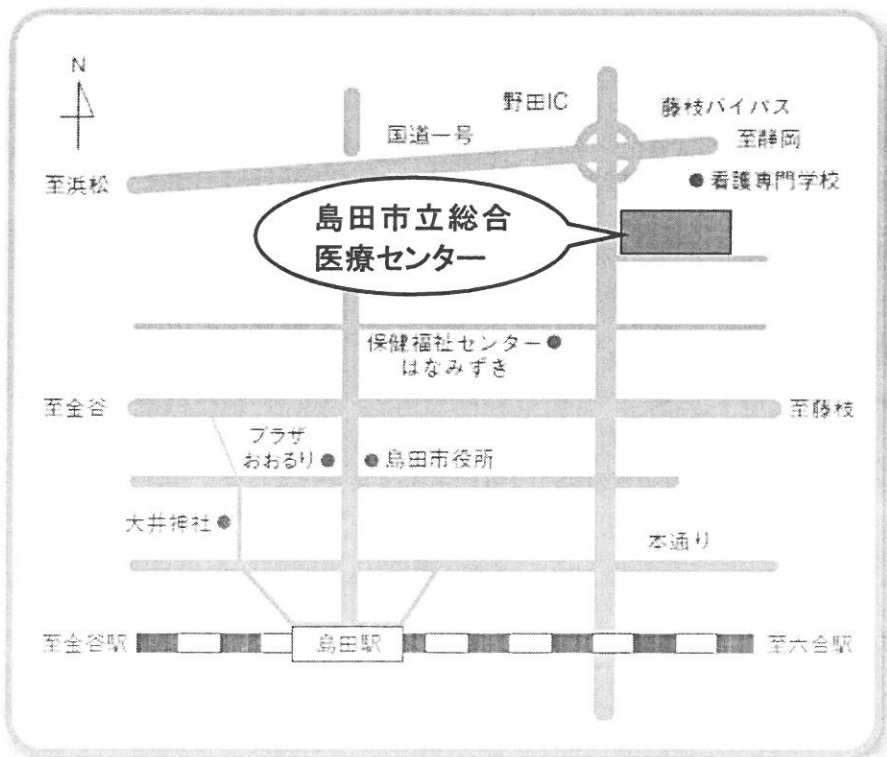 N
野田IC
藤枝バイパス
国道一号
至静岡
至浜松
看護専門学校
島田市立総合
医療センター
保健福祉センター
はなみずき
至金谷
至藤枝
プラザ
おおるり
島田市役所
大井神社
本通り
至金谷駅
島田駅
至六合駅